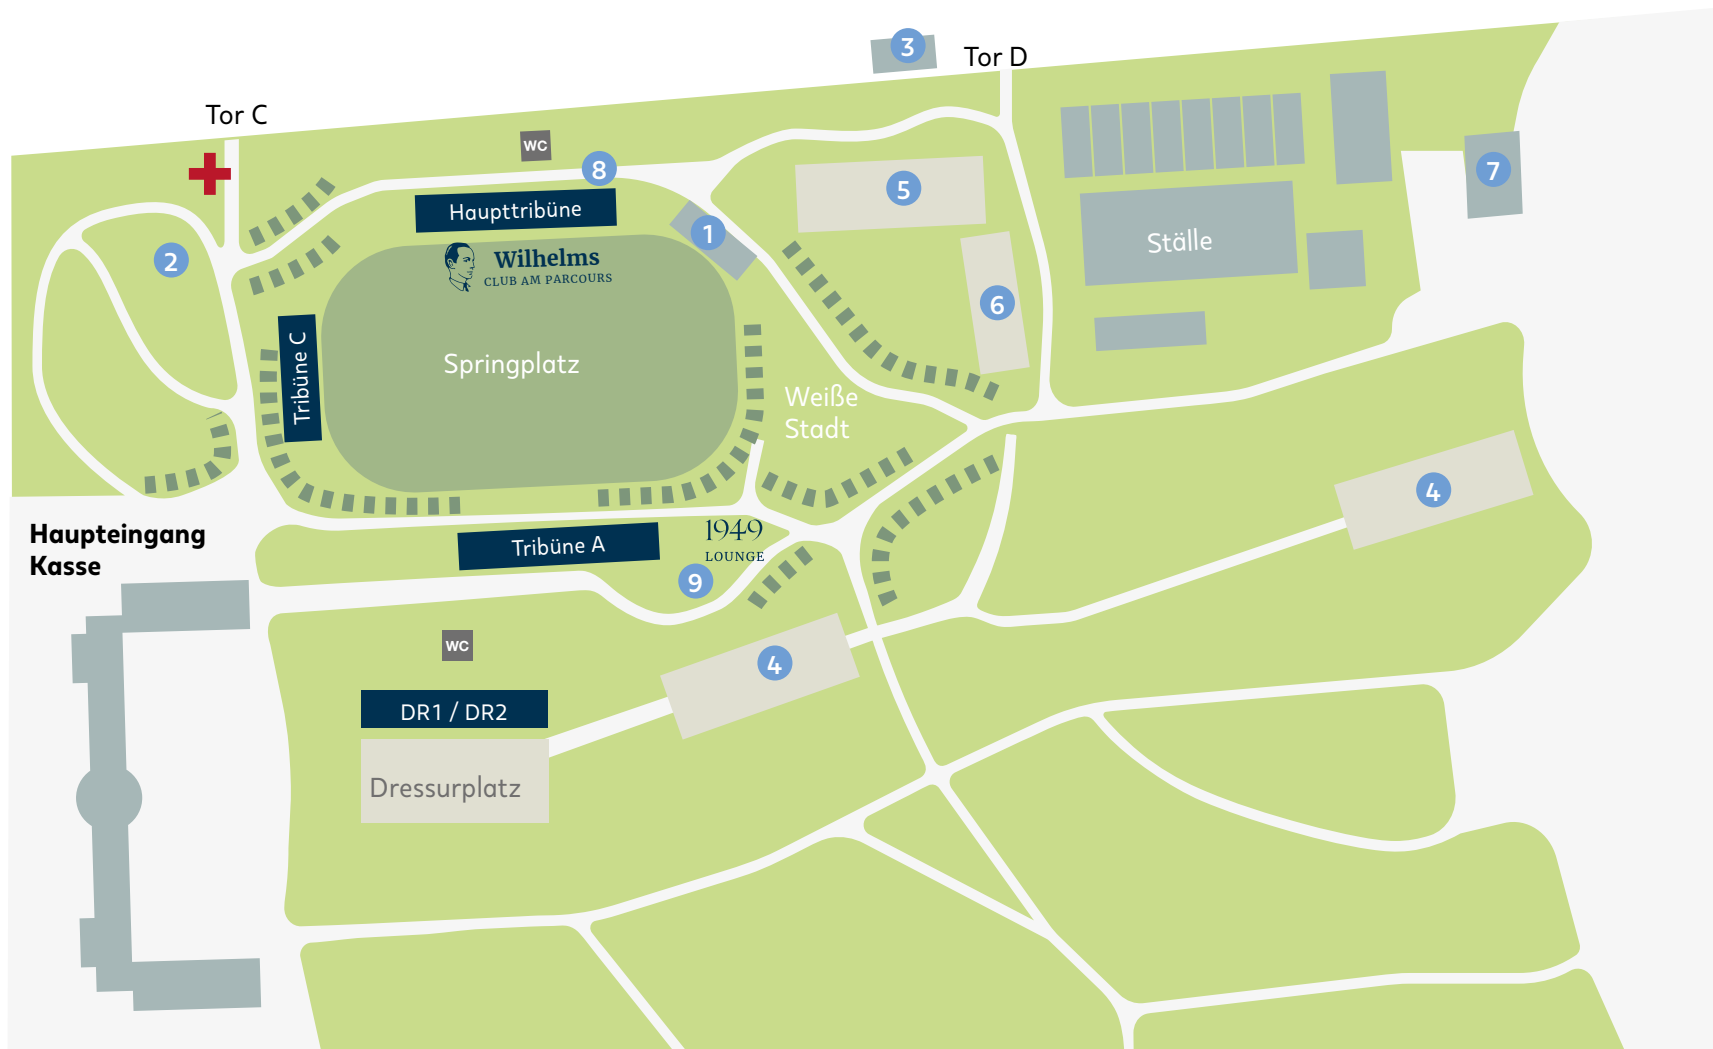 3
Tor D
Tor C
WC
8
7
5
Haupttribüne
1
2
Wilhelms
CLUB AM PARCOURS
Ställe
6
Tribüne C
Springplatz
Weiße
Stadt
4
Haupteingang
Kasse
1949
LOUNGE
Tribüne A
9
WC
4
DR1 / DR2
Dressurplatz